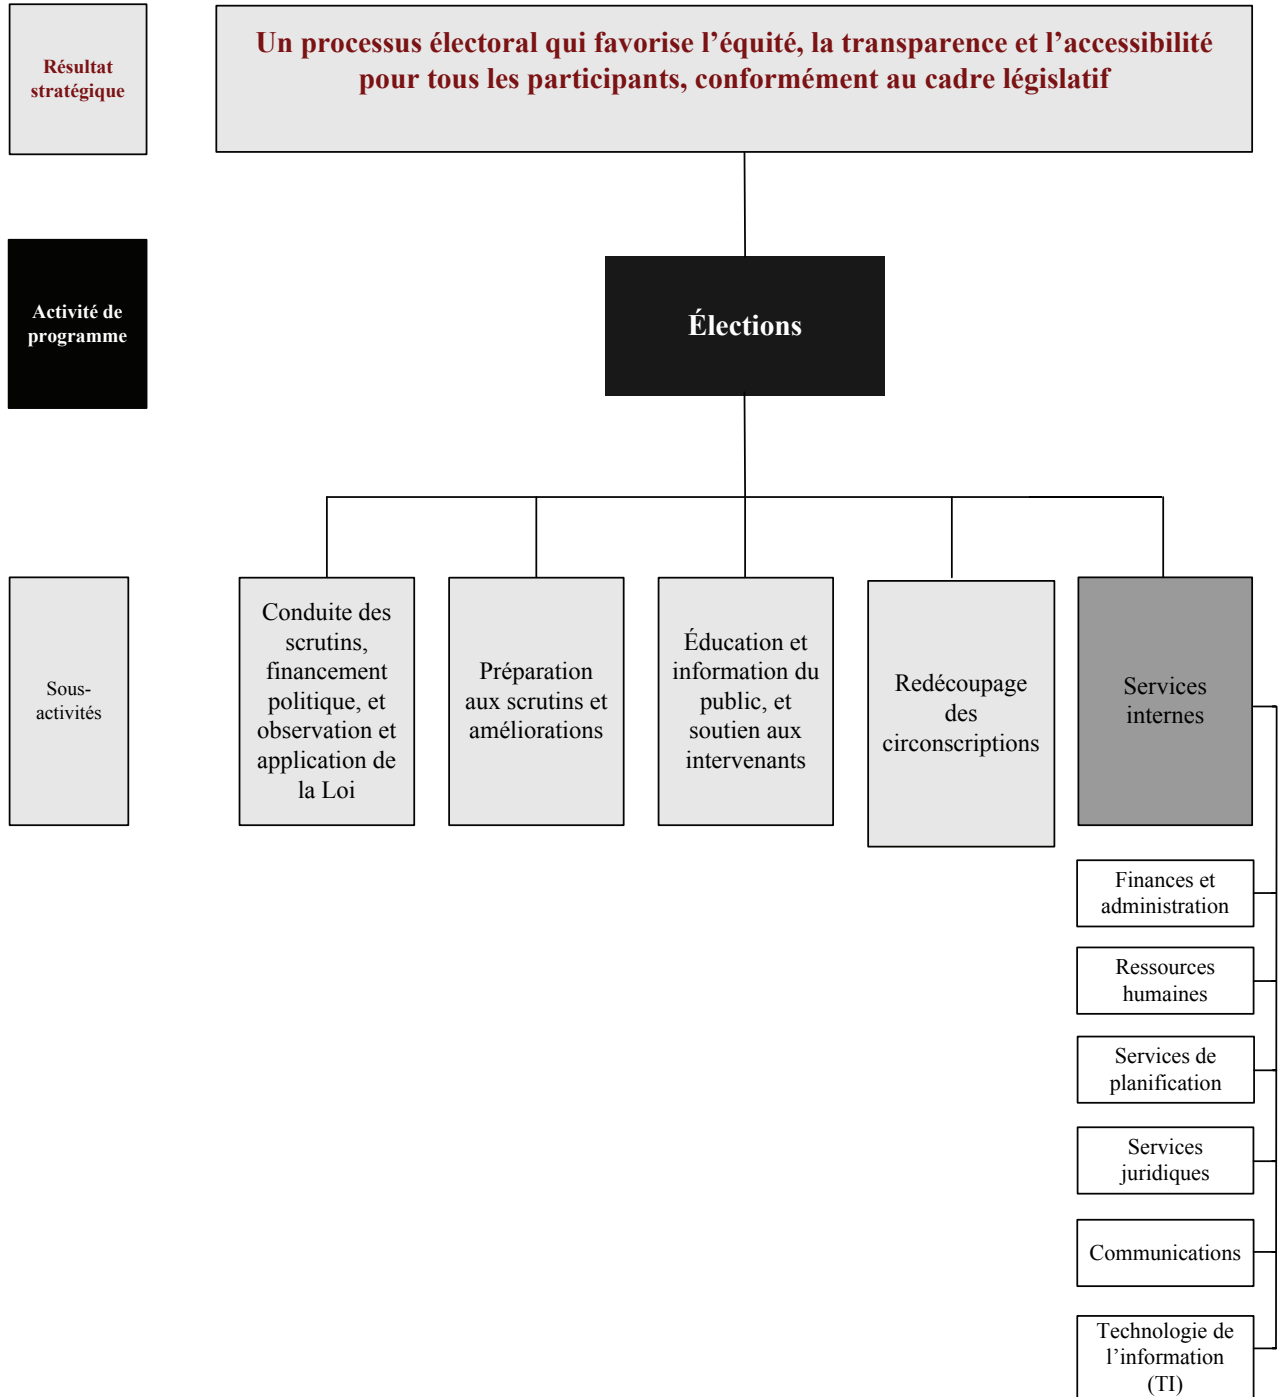 Résultat
stratégique
Un processus électoral qui favorise l’équité, la transparence et l’accessibilité
pour tous les participants, conformément au cadre législatif
Activité de
programme
Élections
Sous-
activités
Conduite des
scrutins,
financement
politique, et
observation et
application de
la Loi
Préparation
aux scrutins et
améliorations
Éducation et
information du
public, et
soutien aux
intervenants
Redécoupage
des
circonscriptions
Services
internes
Finances et
administration
Ressources
humaines
Services de
planification
Services
juridiques
Communications
Technologie de
l’information
(TI)